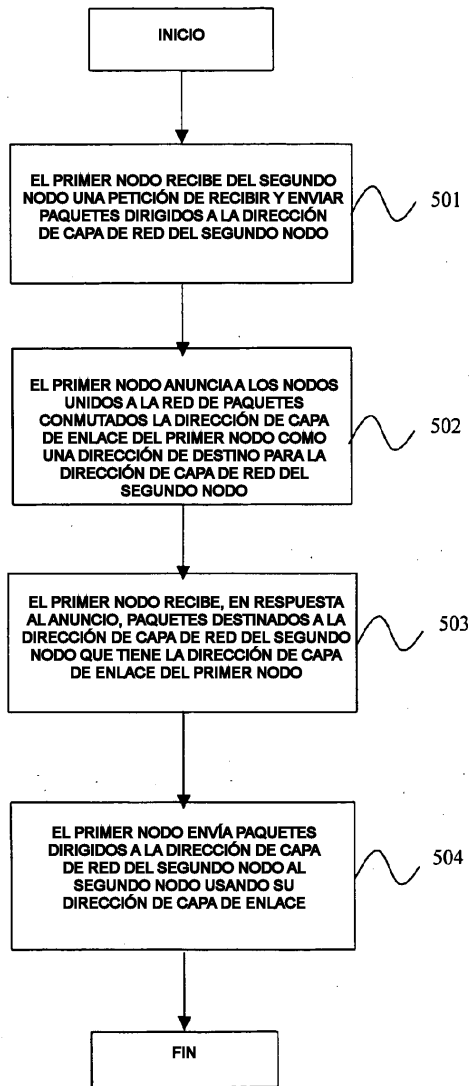 INICIO
EL PRIMER NODO RECIBE DEL SEGUNDO
NODO UNA PETICIÓN DE RECIBIR Y ENVIAR
PAQUETES DIRIGIDOS A LA DIRECCIÓN
DE CAPA DE RED DEL SEGUNDO NODO
501
EL PRIMER NODO ANUNCIA A LOS NODOS
UNIDOS A LA RED DE PAQUETES
CONMUTADOS LA DIRECCIÓN DE CAPA
DE ENLACE DEL PRIMER NODO COMO
UNA DIRECCIÓN DE DESTINO PARA LA
DIRECCIÓN DE CAPA DE RED DEL
SEGUNDO NODO
502
EL PRIMER NODO RECIBE, EN RESPUESTA
AL ANUNCIO, PAQUETES DESTINADOS A LA
DIRECCIÓN DE CAPA DE RED DEL SEGUNDO
NODO QUE TIENE LA DIRECCIÓN DE CAPA
DE ENLACE DEL PRIMER NODO
503
EL PRIMER NODO ENVÍA PAQUETES
DIRIGIDOS A LA DIRECCIÓN DE CAPA
DE RED DEL SEGUNDO NODO AL
SEGUNDO NODO USANDO SU
DIRECCIÓN DE CAPA DE ENLACE
504
FIN